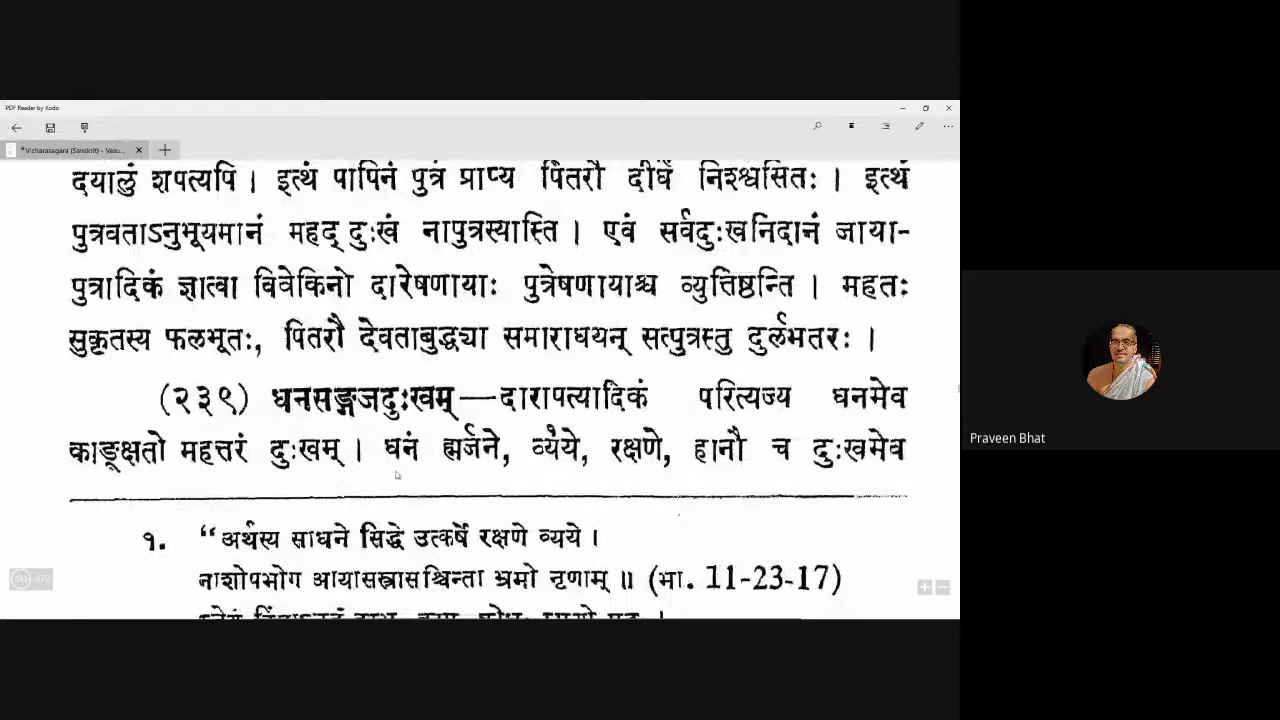 PDF Reader by Xodo
*Vicharasagara (Sanskrit) - Vasu...
दयालुं शपत्यपि । इत्थं पापिनं पुत्रं प्राप्य पितरौ दीर्घं निश्श्वसितः । इत्थं
पुत्रवताऽनुभूयमानं महद् दुःखं नापुत्रस्यास्ति । एवं सर्वदुःखनिदानं जाया-
पुत्रादिकं ज्ञात्वा विवेकिनो दारेषणायाः पुत्रेषणायाश्च व्युत्तिष्ठन्ति । महतः
सुकृतस्य फलभूतः, पितरौ देवताबुद्ध्या समाराधयन् सत्पुत्रस्तु दुर्लभतरः ।
(२३९) धनसङ्गजदुःखम्—दारापत्यादिकं परित्यज्य धनमेव
काङ्क्षतो महत्तरं दुःखम् । धनं ह्यर्जने, व्यये, रक्षणे, हानौ च दुःखमेव
१. “अर्थस्य साधने सिद्धे उत्कर्षे रक्षणे व्यये ।
नाशोपभोग आयासस्त्रासश्चिन्ता भ्रमो नृणाम् ॥ (भा. 11-23-17)
Praveen Bhat